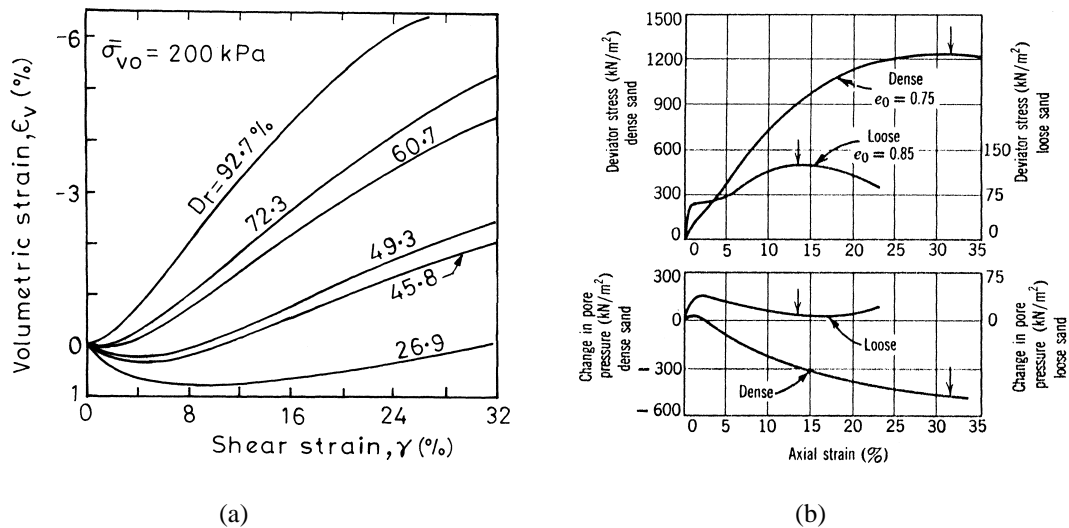 -6
-3
0
1
Volumetric strain, ϵv (%)
σ̄vo = 200 kPa
Dr = 92·7%
72·3
60·7
49·3
45·8
26·9
0 8 16 24 32
Shear strain, γ (%)
(a)
1500
1200
900
600
300
0
Deviator stress (kN/m²)
dense sand
Dense
e0 = 0.75
Loose
e0 = 0.85
150
75
0
Deviator stress (kN/m²)
loose sand
0 5 10 15 20 25 30 35
300
0
-300
-600
Change in pore
pressure (kN/m²)
dense sand
Loose
Dense
75
0
Change in pore
pressure (kN/m²)
loose sand
0 5 10 15 20 25 30 35
Axial strain (%)
(b)